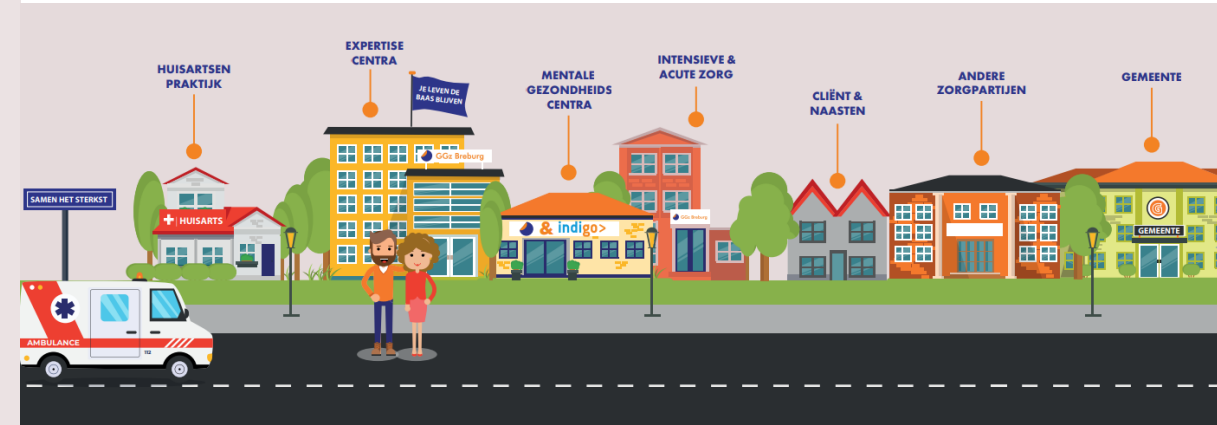 HUISARTSEN
PRAKTIJK
EXPERTISE
CENTRA
MENTALE
GEZONDHEIDS
CENTRA
INTENSIEVE &
ACUTE ZORG
CLIËNT &
NAASTEN
ANDERE
ZORGPARTIJEN
GEMEENTE
JE LEVEN DE
BAAS BLIJVEN
GGz Breburg
SAMEN HET STERKST
HUISARTS
& indigo>
GGz Breburg
GEMEENTE
AMBULANCE
112